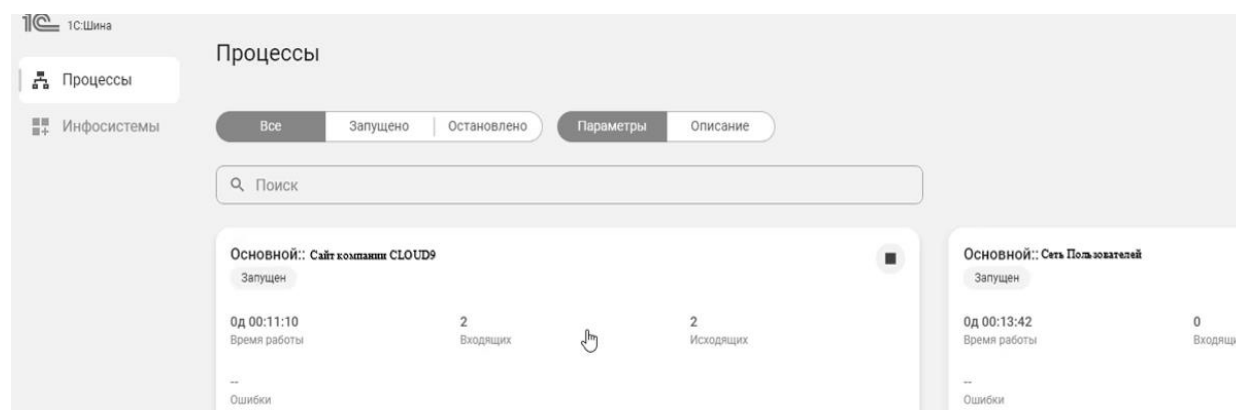 1С 1С:Шина
Процессы
Процессы
Инфосистемы
Все Запущено Остановлено Параметры Описание
Поиск
Основной:: Сайт компании CLOUD9
Запущен
0д 00:11:10 2 2
Время работы Входящих Исходящих
--
Ошибки
Основной:: Сеть Пользователей
Запущен
0д 00:13:42 0
Время работы Входящи
--
Ошибки